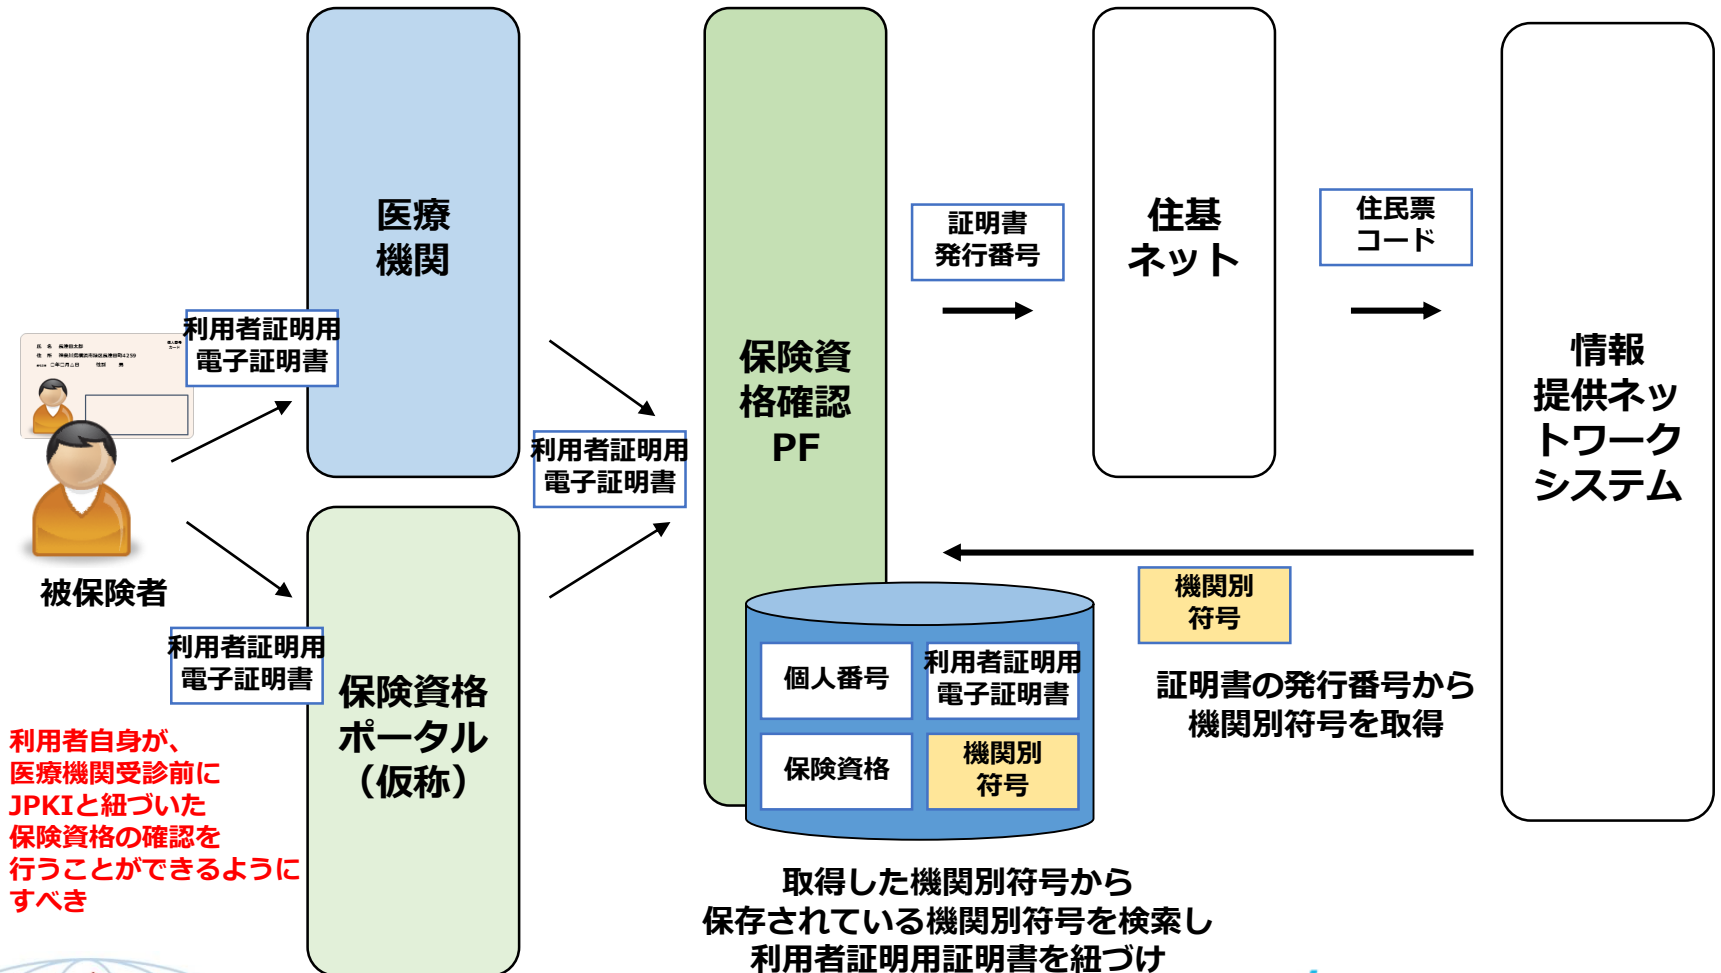 医療
機関
利用者証明用
電子証明書
氏 名
住 所
性別 男
被保険者
利用者証明用
電子証明書
保険資格
ポータル
（仮称）
利用者自身が、
医療機関受診前に
JPKIと紐づいた
保険資格の確認を
行うことができるように
すべき
利用者証明用
電子証明書
保険資
格確認
PF
証明書
発行番号
住基
ネット
住民票
コード
情報
提供ネッ
トワーク
システム
機関別
符号
証明書の発行番号から
機関別符号を取得
個人番号
利用者証明用
電子証明書
保険資格
機関別
符号
取得した機関別符号から
保存されている機関別符号を検索し
利用者証明用証明書を紐づけ